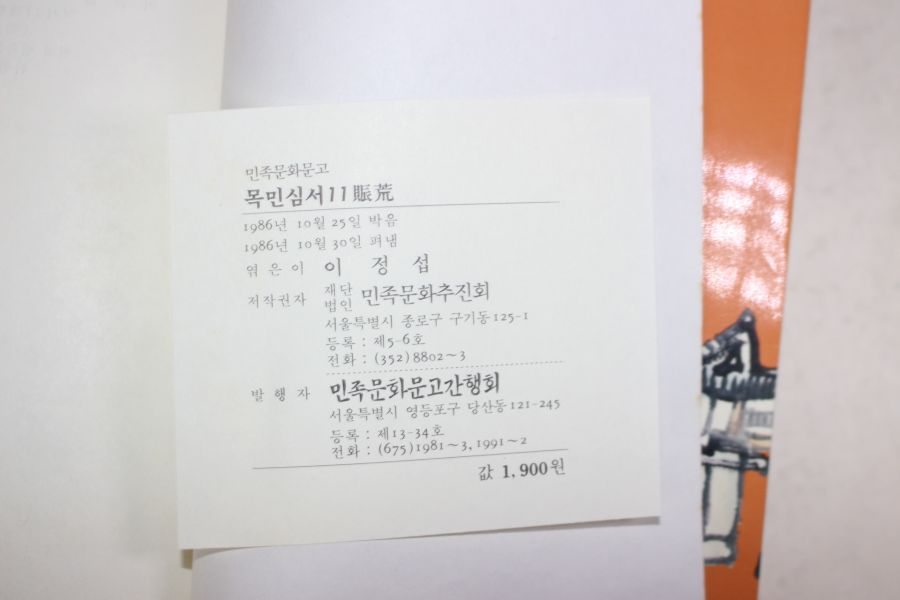 민족문화문고
목민심서 11 賑荒
1986년 10월 25일 박음
1986년 10월 30일 펴냄
엮은이 이 정 섭
저작권자 재단법인 민족문화추진회
서울특별시 종로구 구기동 125-1
등록 : 제5-6호
전화 : (352) 8802~3
발 행 자 민족문화문고간행회
서울특별시 영등포구 당산동 121-245
등록 : 제13-34호
전화 : (675) 1981~3, 1991~2
값 1,900원